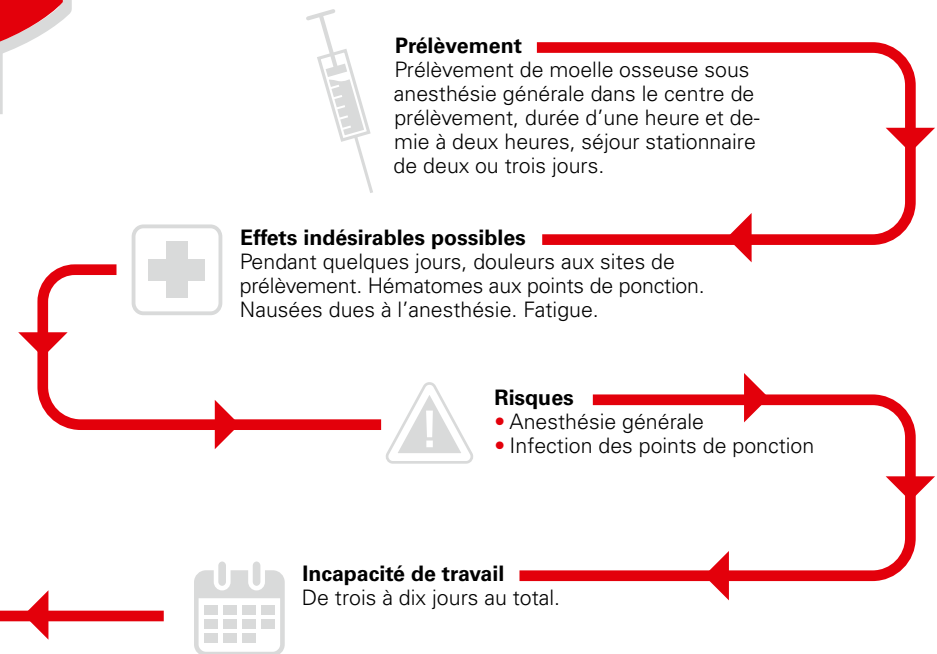 Prélèvement
Prélèvement de moelle osseuse sous
anesthésie générale dans le centre de
prélèvement, durée d’une heure et de-
mie à deux heures, séjour stationnaire
de deux ou trois jours.
Effets indésirables possibles
Pendant quelques jours, douleurs aux sites de
prélèvement. Hématomes aux points de ponction.
Nausées dues à l’anesthésie. Fatigue.
Risques
• Anesthésie générale
• Infection des points de ponction
Incapacité de travail
De trois à dix jours au total.